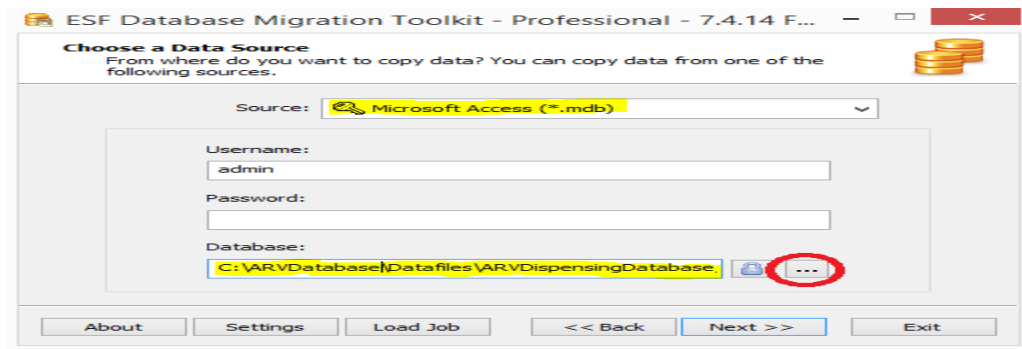 ESF Database Migration Toolkit - Professional - 7.4.14 F...
Choose a Data Source
From where do you want to copy data? You can copy data from one of the
following sources.
Source: Microsoft Access (*.mdb)
Username:
admin
Password:
Database:
C:\ARVDatabase\Datafiles\ARVDispensingDatabase. ...
About Settings Load Job << Back Next >> Exit